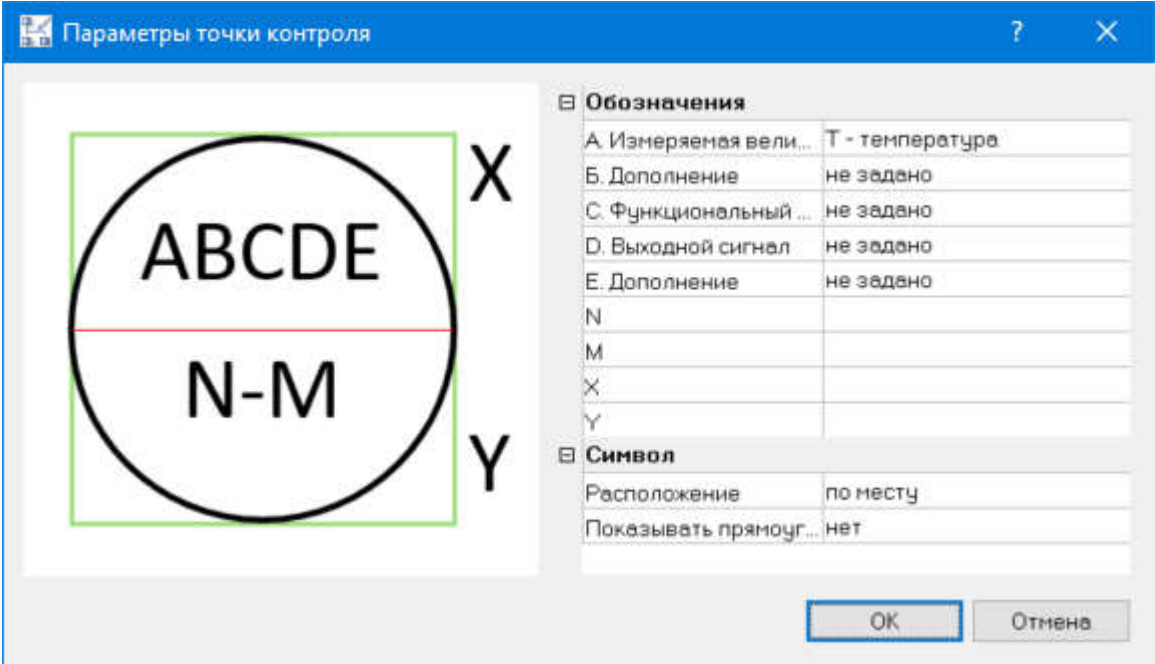 Параметры точки контроля ?
X
ABCDE
N-M
Y
Обозначения
А. Измеряемая вели... Т - температура
Б. Дополнение не задано
С. Функциональный ... не задано
D. Выходной сигнал не задано
Е. Дополнение не задано
N
M
X
Y
Символ
Расположение по месту
Показывать прямоуг... нет
OK Отмена